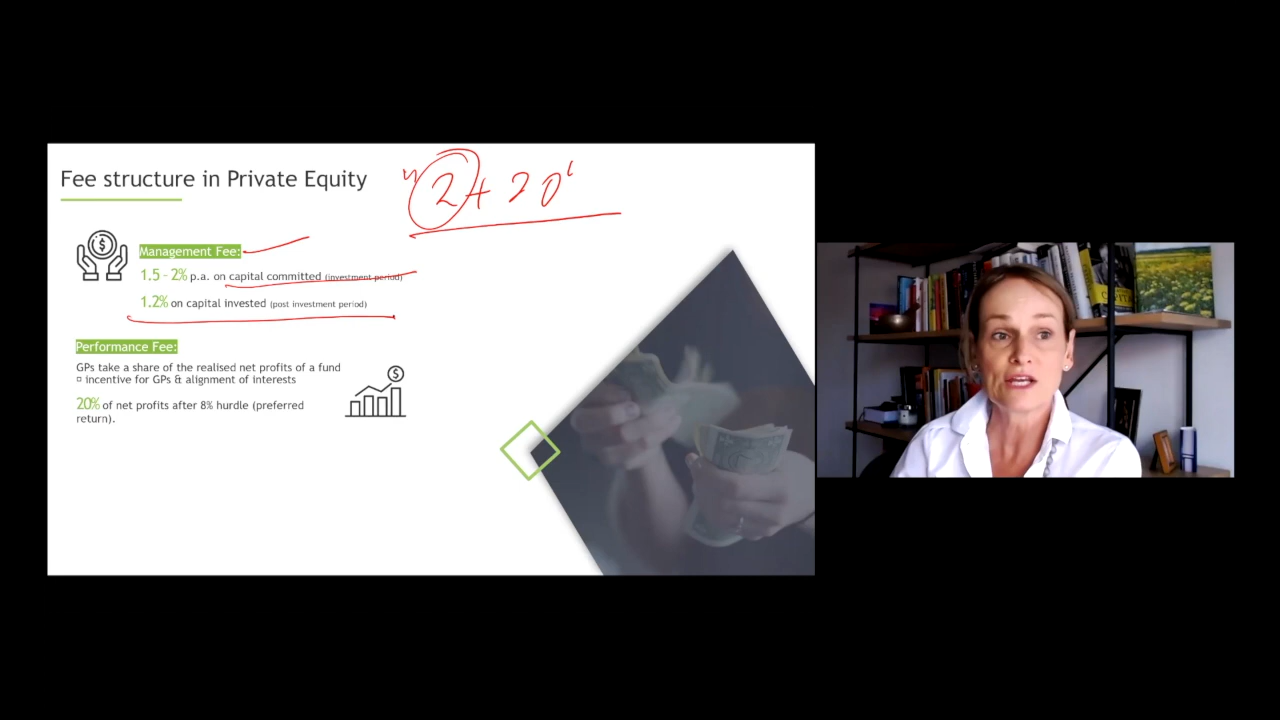 Fee structure in Private Equity
"2 + 20"
Management Fee:
1.5 - 2% p.a. on capital committed (investment period)
1.2% on capital invested (post investment period)
Performance Fee:
GPs take a share of the realised net profits of a fund
¤ incentive for GPs & alignment of interests
20% of net profits after 8% hurdle (preferred
return).